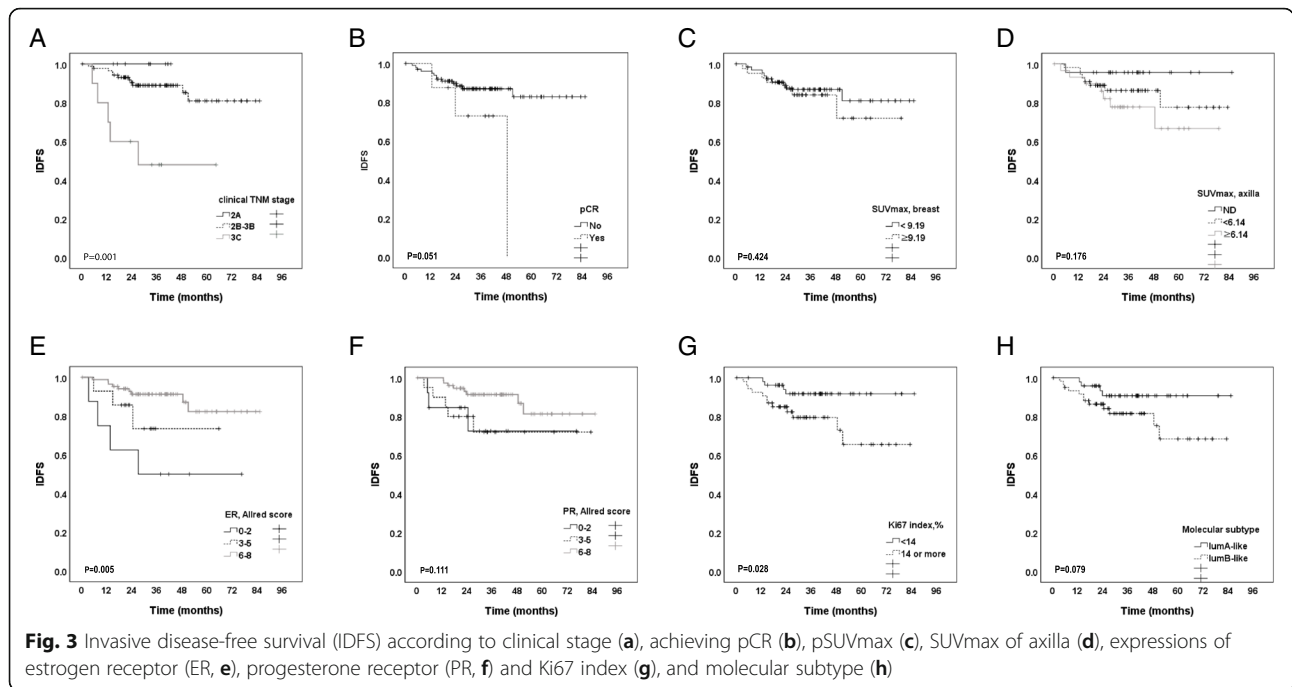 A
1.0
0.8
0.6
0.4
0.2
0.0
IDFS
clinical TNM stage
2A
2B-3B
3C
P=0.001
0 12 24 36 48 60 72 84 96
Time (months)
B
1.0
0.8
0.6
0.4
0.2
0.0
IDFS
pCR
No
Yes
P=0.051
0 12 24 36 48 60 72 84 96
Time (months)
C
1.0
0.8
0.6
0.4
0.2
0.0
IDFS
SUVmax, breast
< 9.19
≥9.19
P=0.424
0 12 24 36 48 60 72 84 96
Time (months)
D
1.0
0.8
0.6
0.4
0.2
0.0
IDFS
SUVmax, axilla
ND
<6.14
≥6.14
P=0.176
0 12 24 36 48 60 72 84 96
Time (months)
E
1.0
0.8
0.6
0.4
0.8
0.0
IDFS
ER, Allred score
0-2
3-5
6-8
P=0.005
0 12 24 36 48 60 72 84 96
Time (months)
F
1.0
0.8
0.6
0.4
0.8
0.0
IDFS
PR, Allred score
0-2
3-5
6-8
P=0.111
0 12 24 36 48 60 72 84 96
Time (months)
G
1.0
0.8
0.6
0.4
0.8
0.0
IDFS
Ki67 index,%
<14
14 or more
P=0.028
0 12 24 36 48 60 72 84 96
Time (months)
H
1.0
0.8
0.6
0.4
0.8
0.0
IDFS
Molecular subtype
lumA-like
lumB-like
P=0.079
0 12 24 36 48 60 72 84 96
Time (months)
Fig. 3 Invasive disease-free survival (IDFS) according to clinical stage (a), achieving pCR (b), pSUVmax (c), SUVmax of axilla (d), expressions of
estrogen receptor (ER, e), progesterone receptor (PR, f) and Ki67 index (g), and molecular subtype (h)